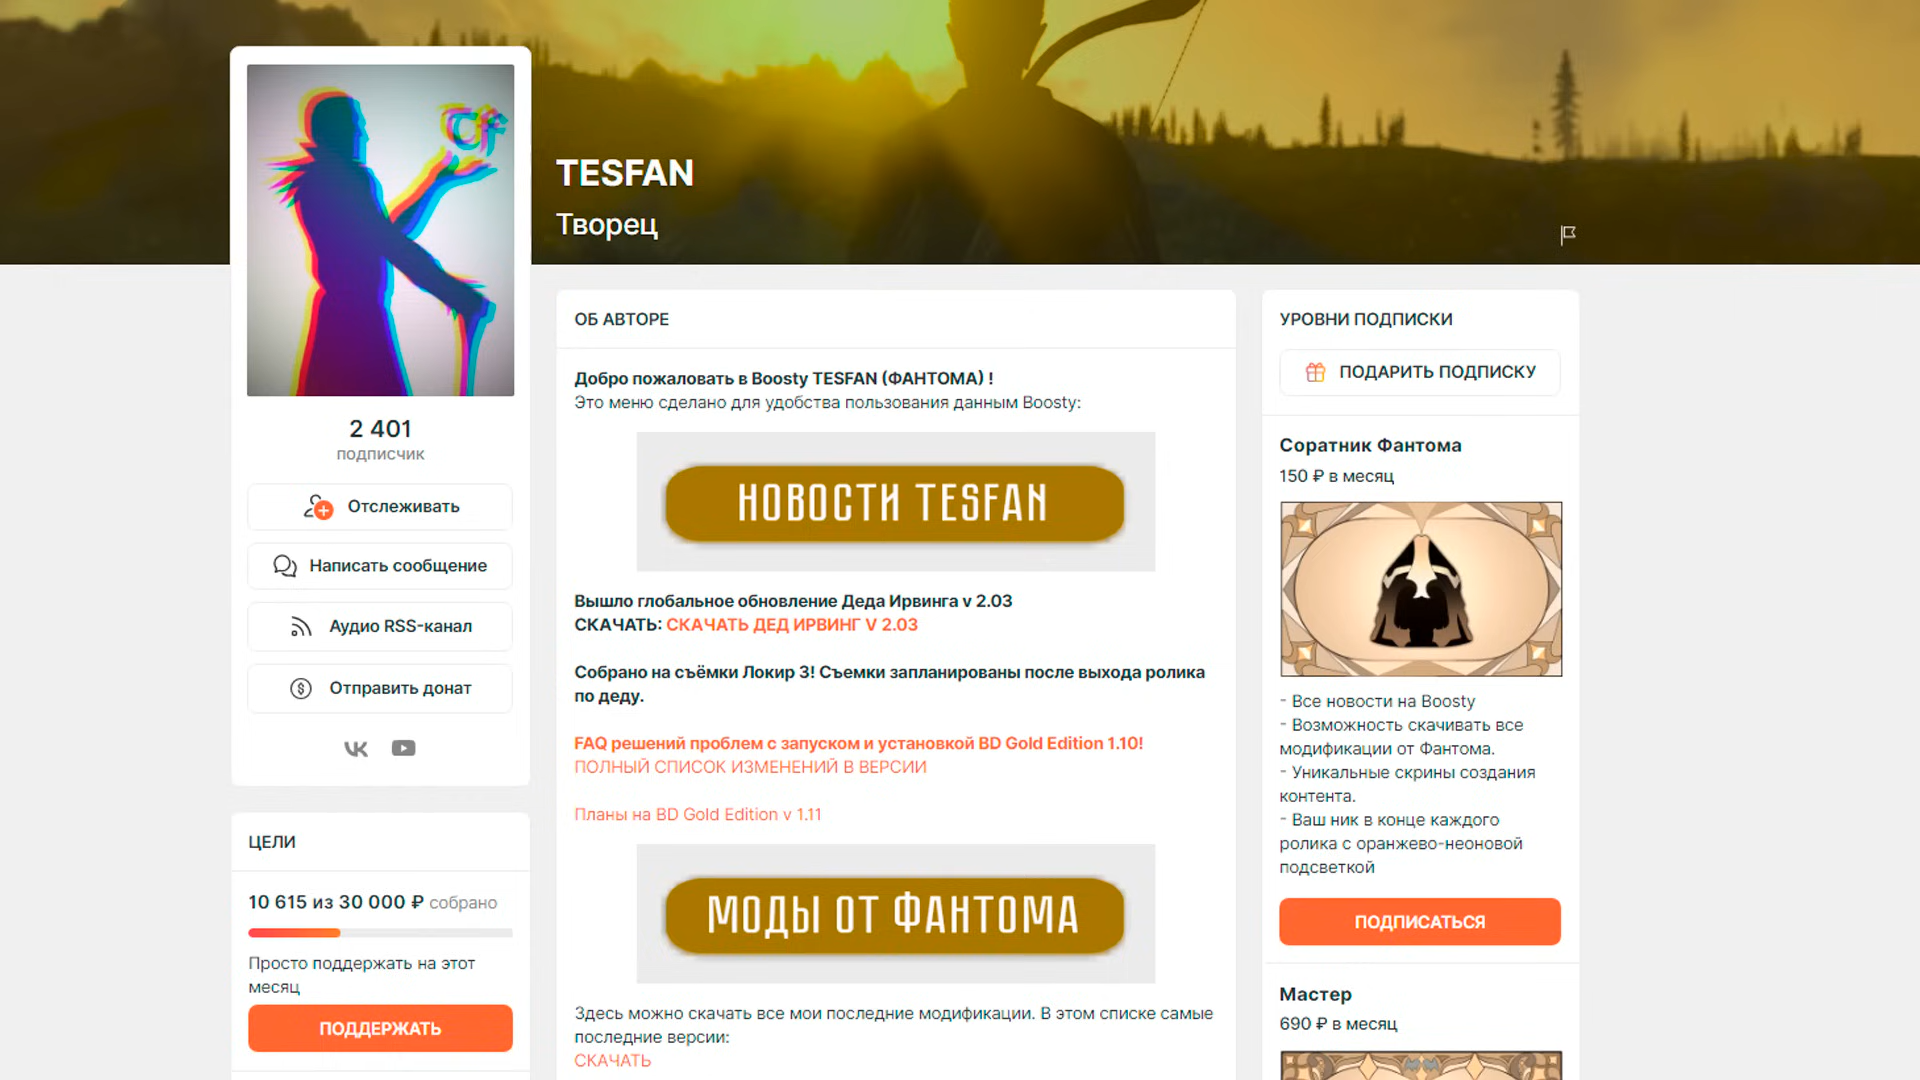 TESFAN
Творец
2 401
подписчик
Отслеживать
Написать сообщение
Аудио RSS-канал
Отправить донат
ЦЕЛИ
10 615 из 30 000 ₽ собрано
Просто поддержать на этот
месяц
ПОДДЕРЖАТЬ
ОБ АВТОРЕ
Добро пожаловать в Boosty TESFAN (ФАНТОМА) !
Это меню сделано для удобства пользования данным Boosty:
НОВОСТИ TESFAN
Вышло глобальное обновление Деда Ирвинга v 2.03
СКАЧАТЬ: СКАЧАТЬ ДЕД ИРВИНГ V 2.03
Собрано на съёмки Локир 3! Съемки запланированы после выхода ролика
по деду.
FAQ решений проблем с запуском и установкой BD Gold Edition 1.10!
ПОЛНЫЙ СПИСОК ИЗМЕНЕНИЙ В ВЕРСИИ
Планы на BD Gold Edition v 1.11
МОДЫ ОТ ФАНТОМА
Здесь можно скачать все мои последние модификации. В этом списке самые
последние версии:
СКАЧАТЬ
УРОВНИ ПОДПИСКИ
ПОДАРИТЬ ПОДПИСКУ
Соратник Фантома
150 ₽ в месяц
- Все новости на Boosty
- Возможность скачивать все
модификации от Фантома.
- Уникальные скрины создания
контента.
- Ваш ник в конце каждого
ролика с оранжево-неоновой
подсветкой
ПОДПИСАТЬСЯ
Мастер
690 ₽ в месяц